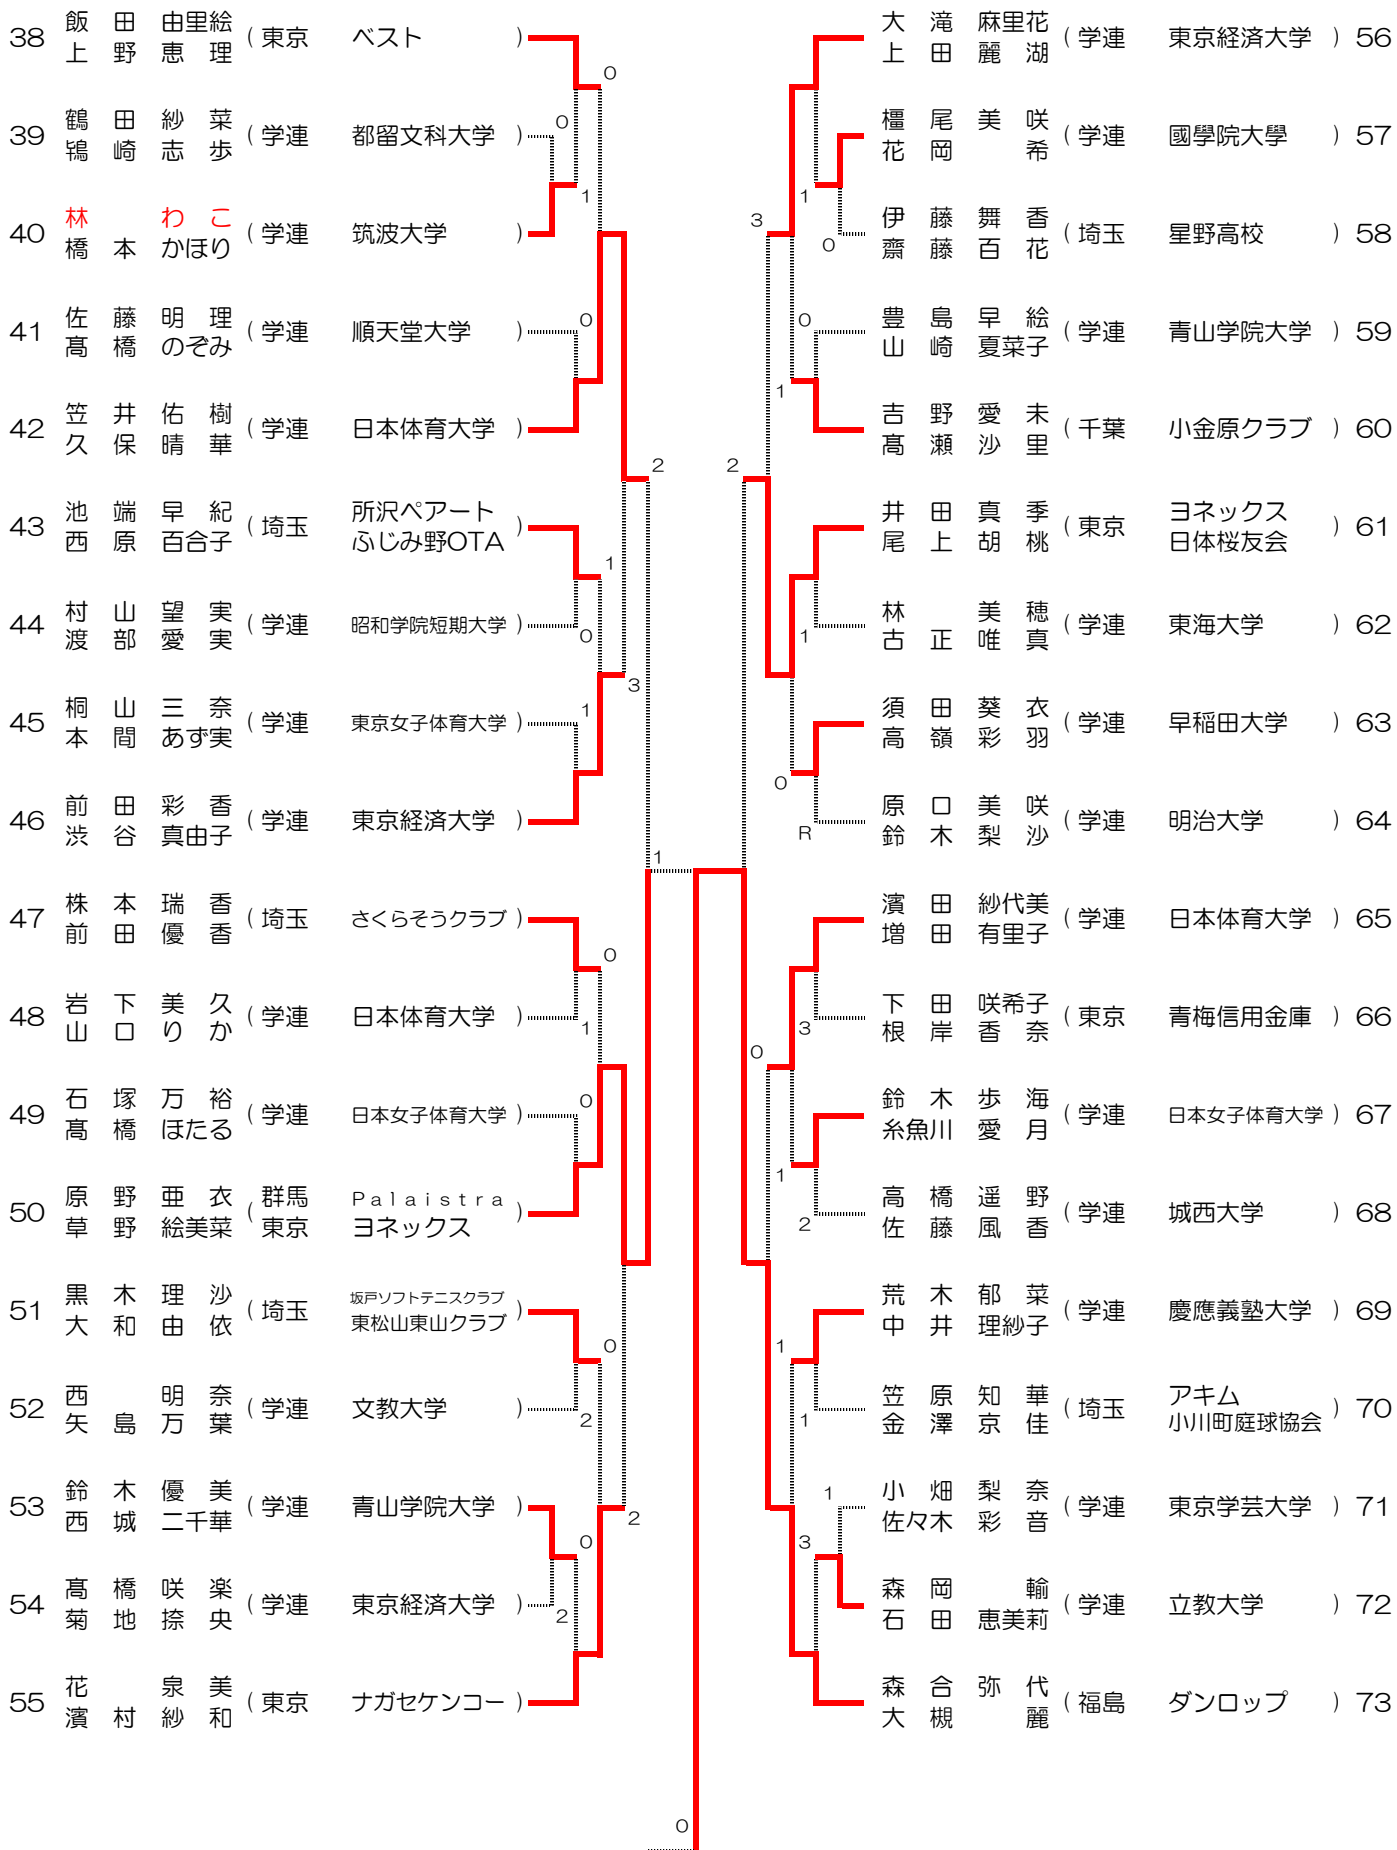 38 飯田 由里絵 (東京 ベスト)
上野恵理
39 鶴田紗菜 (学連 都留文科大学)
鴇崎志歩
40 林 わこ (学連 筑波大学)
橋本 かほり
41 佐藤明理 (学連 順天堂大学)
髙橋 のぞみ
42 笠井佑樹 (学連 日本体育大学)
久保晴華
43 池端早紀 (埼玉 所沢ペアート)
西原 百合子 ふじみ野OTA
44 村山望実 (学連 昭和学院短期大学)
渡部愛実
45 桐山三奈 (学連 東京女子体育大学)
本間 あず実
46 前田彩香 (学連 東京経済大学)
渋谷 真由子
47 株本瑞香 (埼玉 さくらそうクラブ)
前田優香
48 岩下美久 (学連 日本体育大学)
山口りか
49 石塚万裕 (学連 日本女子体育大学)
髙橋 ほたる
50 原野亜衣 (群馬 Palaistra)
草野 絵美菜 東京 ヨネックス
51 黒木理沙 (埼玉 坂戸ソフトテニスクラブ)
大和由依 東松山東山クラブ
52 西 明奈 (学連 文教大学)
矢島万葉
53 鈴木優美 (学連 青山学院大学)
西城 二千華
54 髙橋咲楽 (学連 東京経済大学)
菊地捺央
55 花 泉美 (東京 ナガセケンコー)
濱村紗和
0
0
1
0
2
1
0
3
1
1
0
1
0
0
2
2
0
2
0
大滝 麻里花 (学連 東京経済大学) 56
上田麗湖
橿尾美咲 (学連 國學院大學) 57
花岡 希
伊藤舞香 (埼玉 星野高校) 58
齋藤百花
豊島早絵 (学連 青山学院大学) 59
山崎 夏菜子
吉野愛未 (千葉 小金原クラブ) 60
髙瀬沙里
井田真季 (東京 ヨネックス) 61
尾上胡桃 日体桜友会
林 美穂 (学連 東海大学) 62
古正唯真
須田葵衣 (学連 早稲田大学) 63
高嶺彩羽
原口美咲 (学連 明治大学) 64
鈴木梨沙
濱田 紗代美 (学連 日本体育大学) 65
増田 有里子
下田 咲希子 (東京 青梅信用金庫) 66
根岸香奈
鈴木歩海 (学連 日本女子体育大学) 67
糸魚川 愛月
高橋遥野 (学連 城西大学) 68
佐藤風香
荒木郁菜 (学連 慶應義塾大学) 69
中井 理紗子
笠原知華 (埼玉 アキム) 70
金澤京佳 小川町庭球協会
小畑梨奈 (学連 東京学芸大学) 71
佐々木 彩音
森岡 輪 (学連 立教大学) 72
石田 恵美莉
森合弥代 (福島 ダンロップ) 73
大槻 麗
1
3
0
0
1
2
1
0
R
3
0
1
2
1
1
1
3